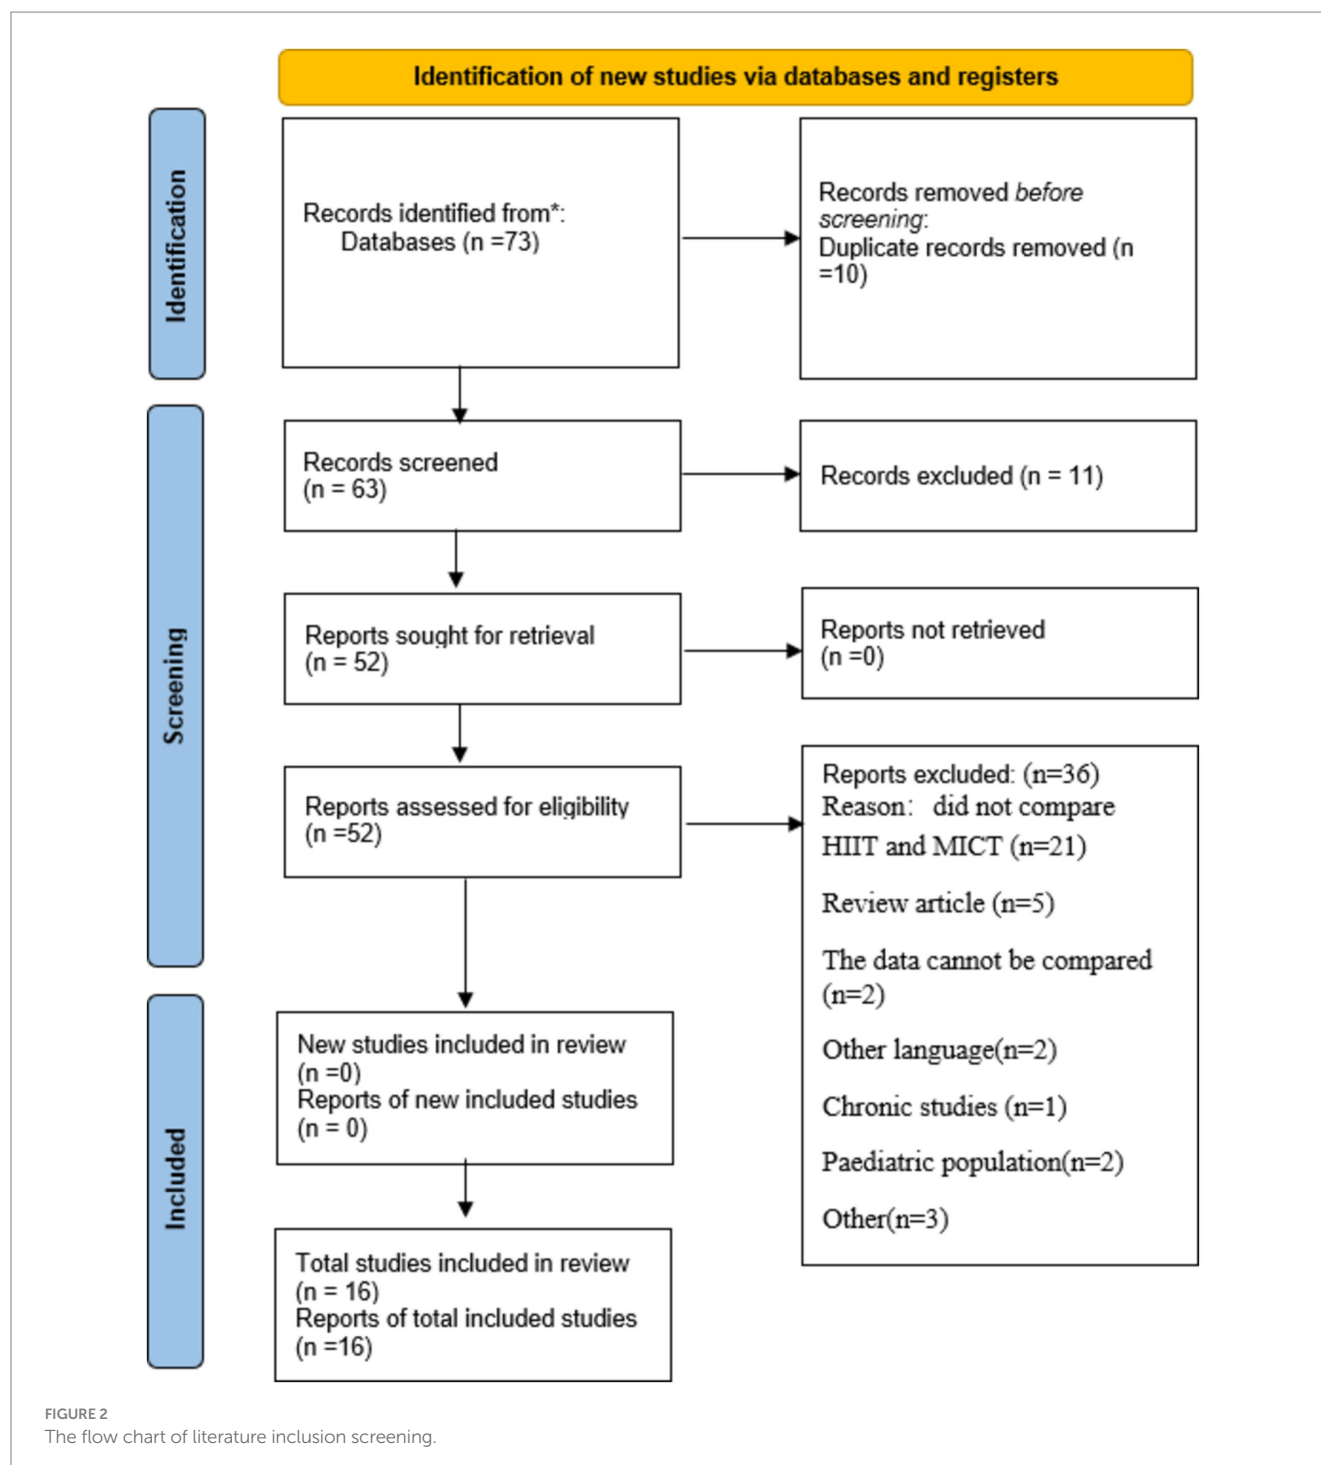 Identification of new studies via databases and registers
Identification
Records identified from*:
Databases (n =73)
Records removed before
screening:
Duplicate records removed (n
=10)
Screening
Records screened
(n = 63)
Records excluded (n = 11)
Reports sought for retrieval
(n = 52)
Reports not retrieved
(n =0)
Reports assessed for eligibility
(n =52)
Reports excluded: (n=36)
Reason: did not compare
HIIT and MICT (n=21)
Review article (n=5)
The data cannot be compared
(n=2)
Other language(n=2)
Chronic studies (n=1)
Paediatric population(n=2)
Other(n=3)
Included
New studies included in review
(n =0)
Reports of new included studies
(n = 0)
Total studies included in review
(n = 16)
Reports of total included studies
(n =16)
FIGURE 2
The flow chart of literature inclusion screening.